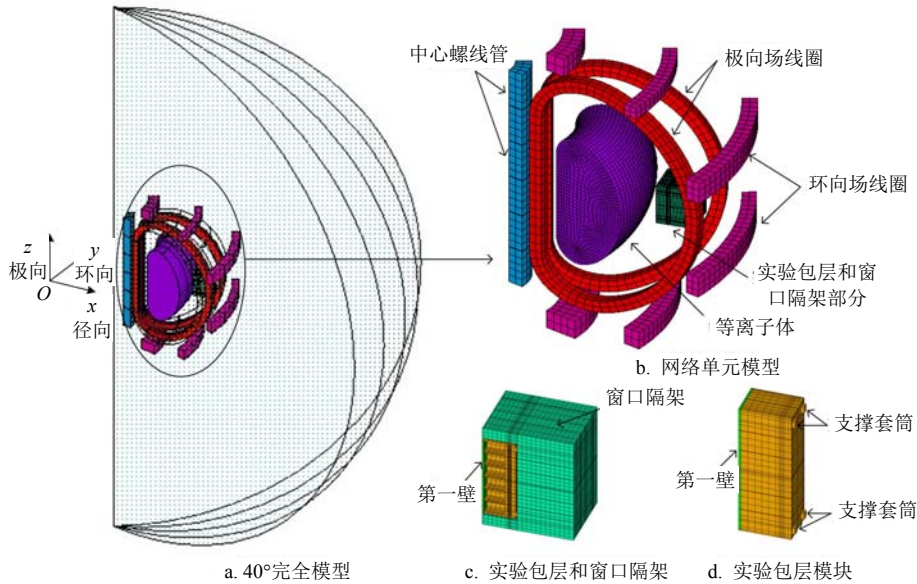 中心螺线管
极向场线圈
环向场线圈
z
极向
y
环向
O
x
径向
实验包层和窗
口隔架部分
等离子体
b. 网络单元模型
窗口隔架
支撑套筒
第一壁
第一壁
支撑套筒
a. 40°完全模型
c. 实验包层和窗口隔架
d. 实验包层模块